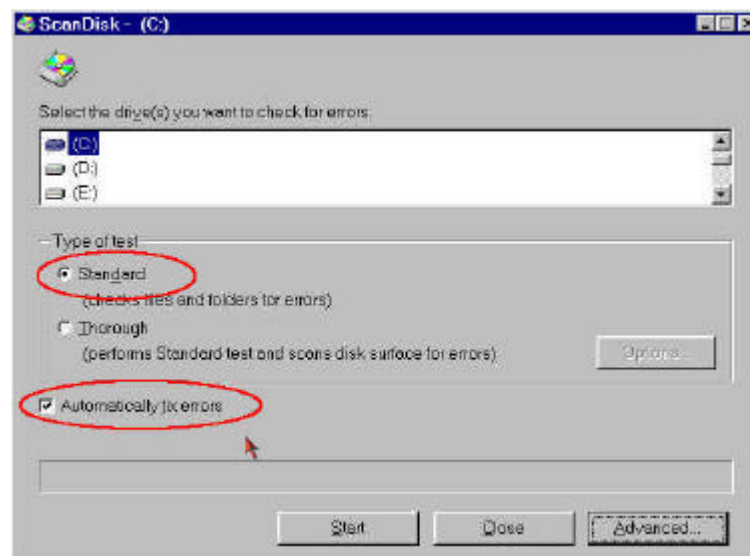 ScanDisk - (C:)
Select the drive(s) you want to check for errors:
(C:)
(D:)
(E:)
Type of test
Standard
(checks files and folders for errors)
Thorough
(performs Standard test and scans disk surface for errors)
Options...
Automatically fix errors
Start
Close
Advanced...